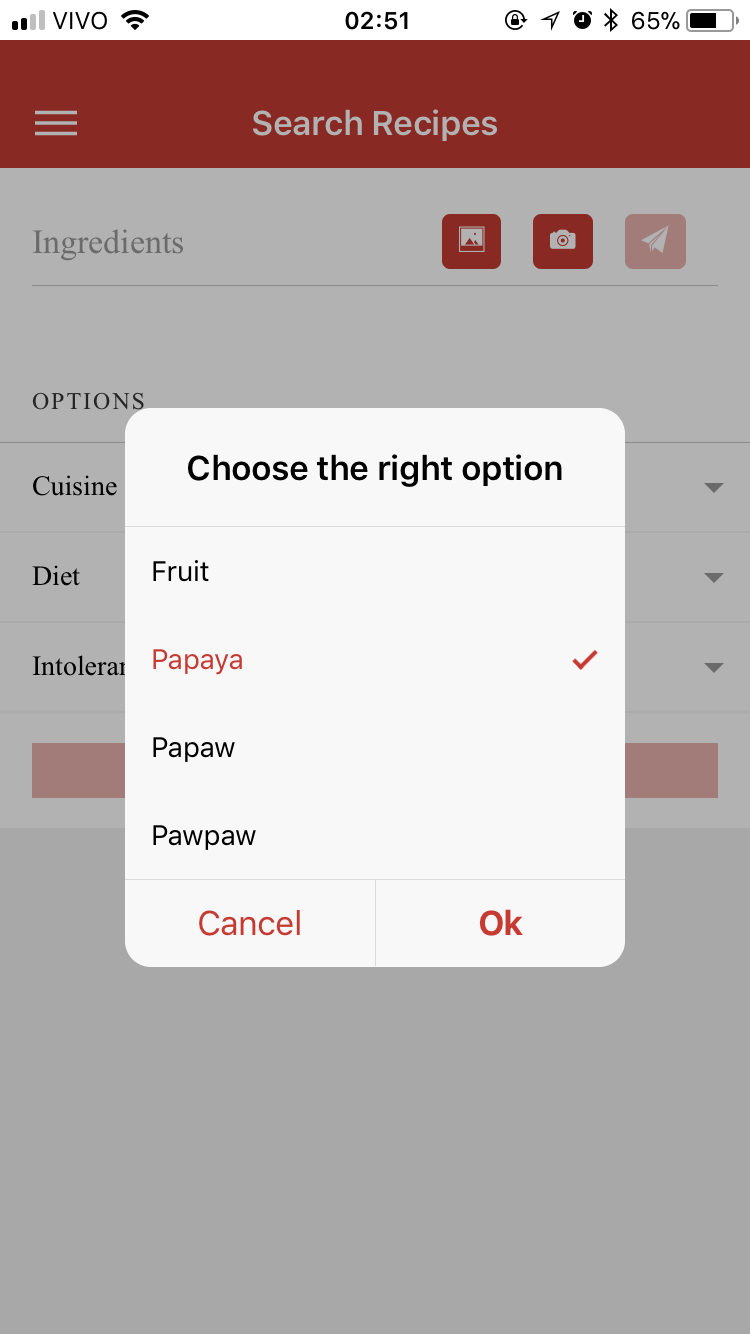 VIVO 02:51 65%
Search Recipes
Ingredients
OPTIONS
Choose the right option
Cuisine
Fruit
Diet
Papaya
Intolera
Papaw
Pawpaw
Cancel Ok